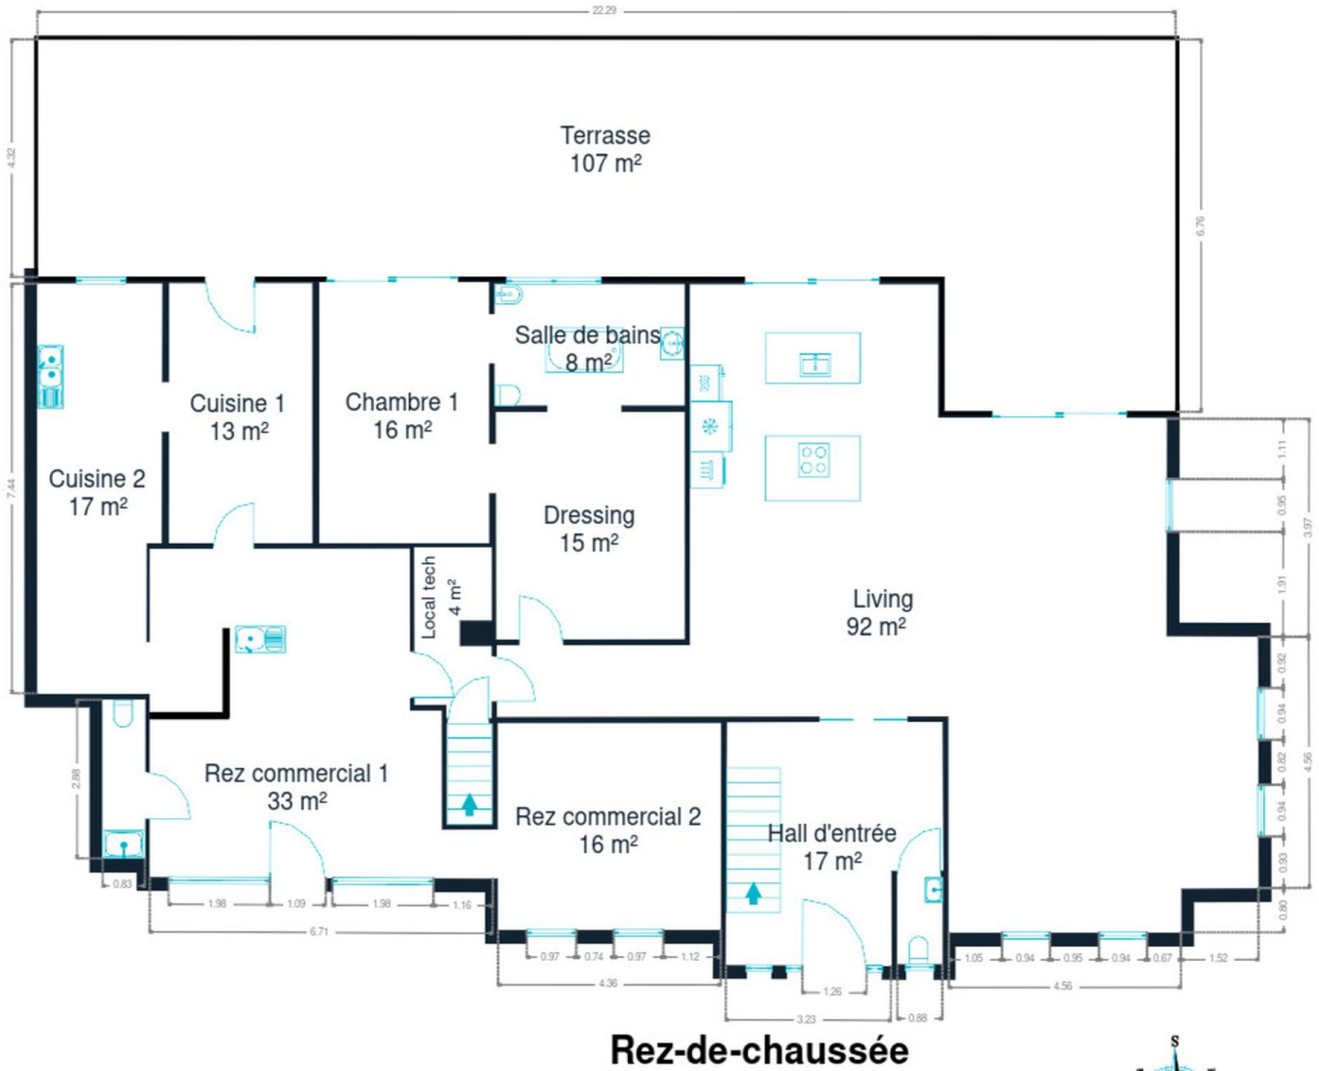 22.29
4.32
Terrasse
107 m²
6.76
7.44
Cuisine 2
17 m²
Cuisine 1
13 m²
Chambre 1
16 m²
Salle de bains
8 m²
Dressing
15 m²
Local tech
4 m²
Living
92 m²
1.11
0.95
1.91
3.97
0.92
0.94
0.82
0.94
0.93
4.56
0.80
2.88
Rez commercial 1
33 m²
Rez commercial 2
16 m²
Hall d'entrée
17 m²
0.83
1.98
1.09
1.98
1.16
6.71
0.97
0.74
0.97
1.12
4.36
1.26
3.23
0.88
1.05
0.94
0.95
0.94
0.67
1.52
4.56
Rez-de-chaussée
S